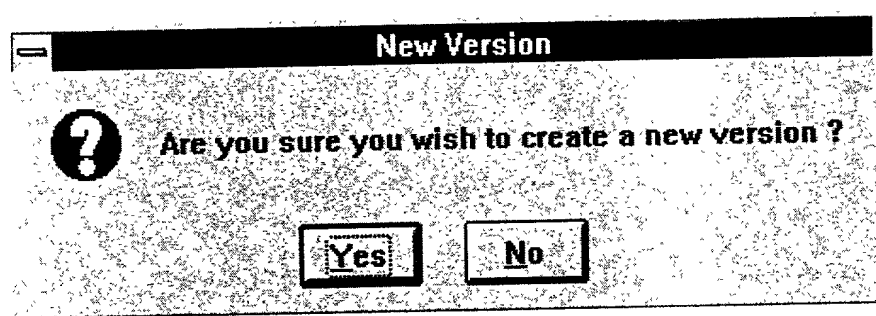 New Version
Are you sure you wish to create a new version ?
Yes
No